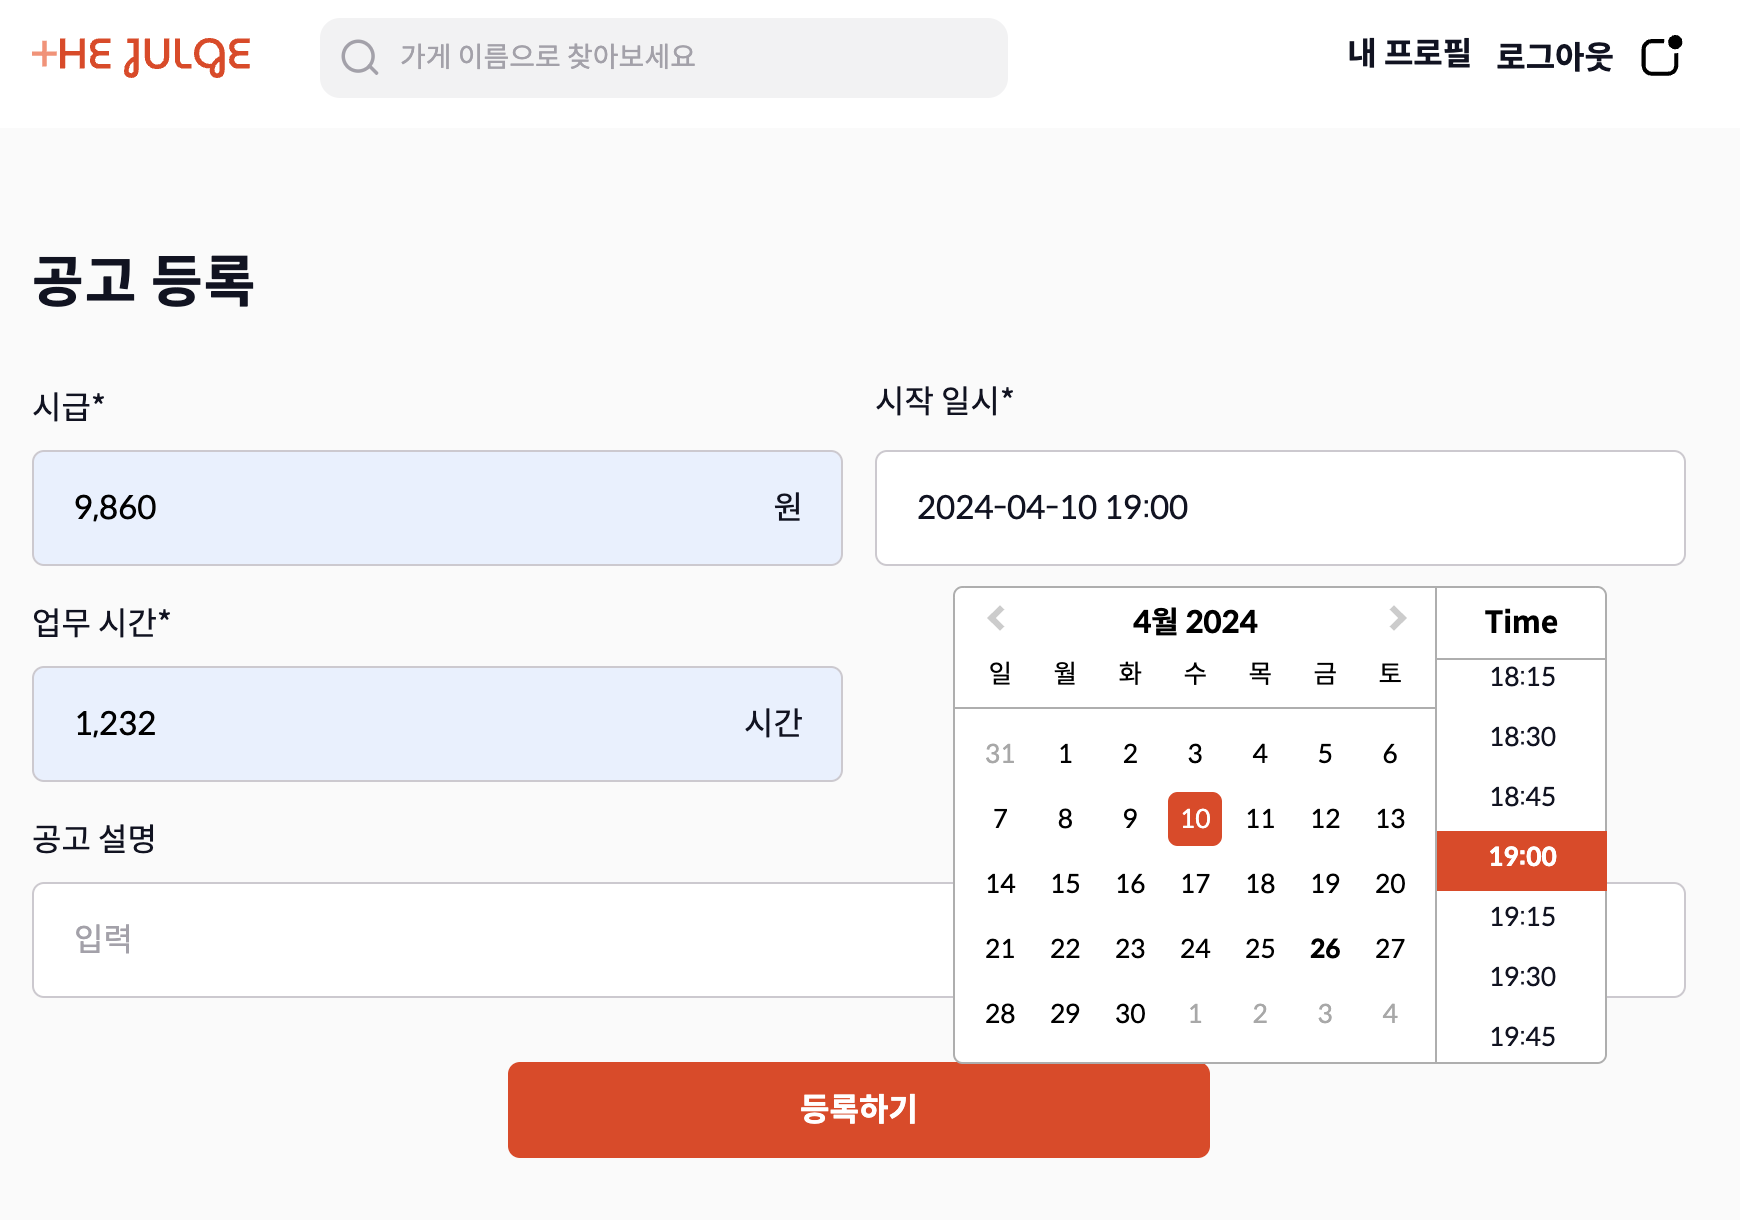 THE JULGE
가게 이름으로 찾아보세요
내 프로필
로그아웃
공고 등록
시급*
시작 일시*
9,860
원
2024-04-10 19:00
업무 시간*
1,232
시간
4월 2024
일 월 화 수 목 금 토
31 1 2 3 4 5 6
7 8 9 10 11 12 13
14 15 16 17 18 19 20
21 22 23 24 25 26 27
28 29 30 1 2 3 4
Time
18:15
18:30
18:45
19:00
19:15
19:30
19:45
공고 설명
입력
등록하기